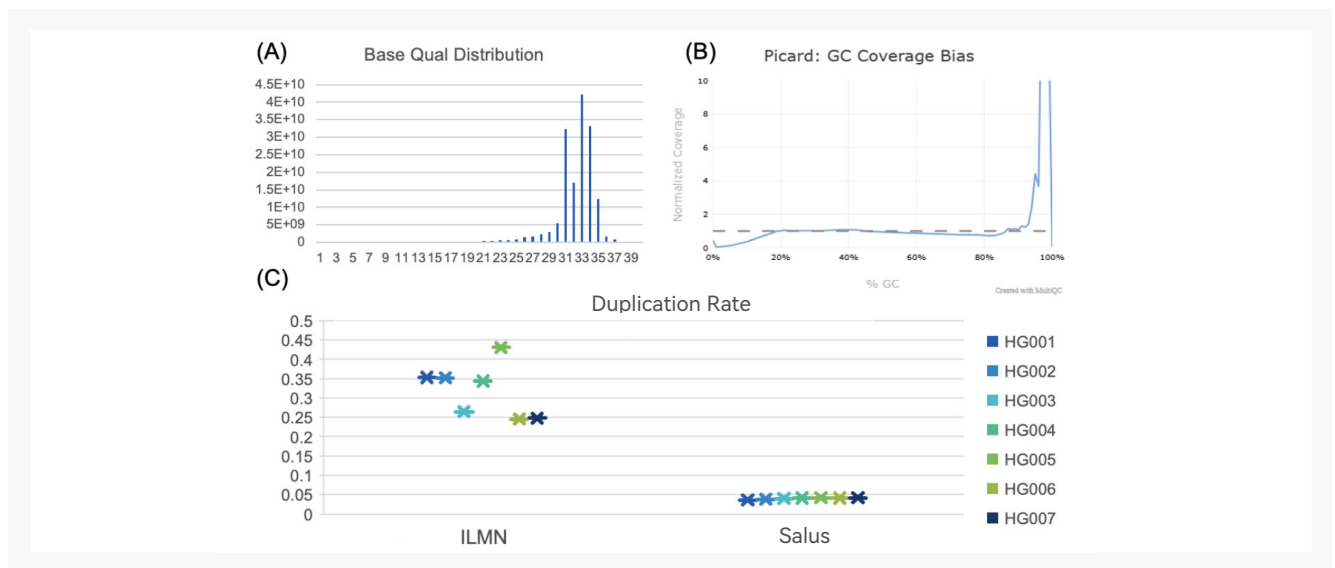 (A)
Base Qual Distribution
4.5E+10
4E+10
3.5E+10
3E+10
2.5E+10
2E+10
1.5E+10
1E+10
5E+09
0
1 3 5 7 9 11 13 15 17 19 21 23 25 27 29 31 33 35 37 39
(B)
Picard: GC Coverage Bias
Normalized Coverage
10
8
6
4
2
0
0% 20% 40% 60% 80% 100%
% GC
Created with MultiQC
(C)
Duplication Rate
0.5
0.45
0.4
0.35
0.3
0.25
0.2
0.15
0.1
0.05
0
ILMN Salus
HG001
HG002
HG003
HG004
HG005
HG006
HG007